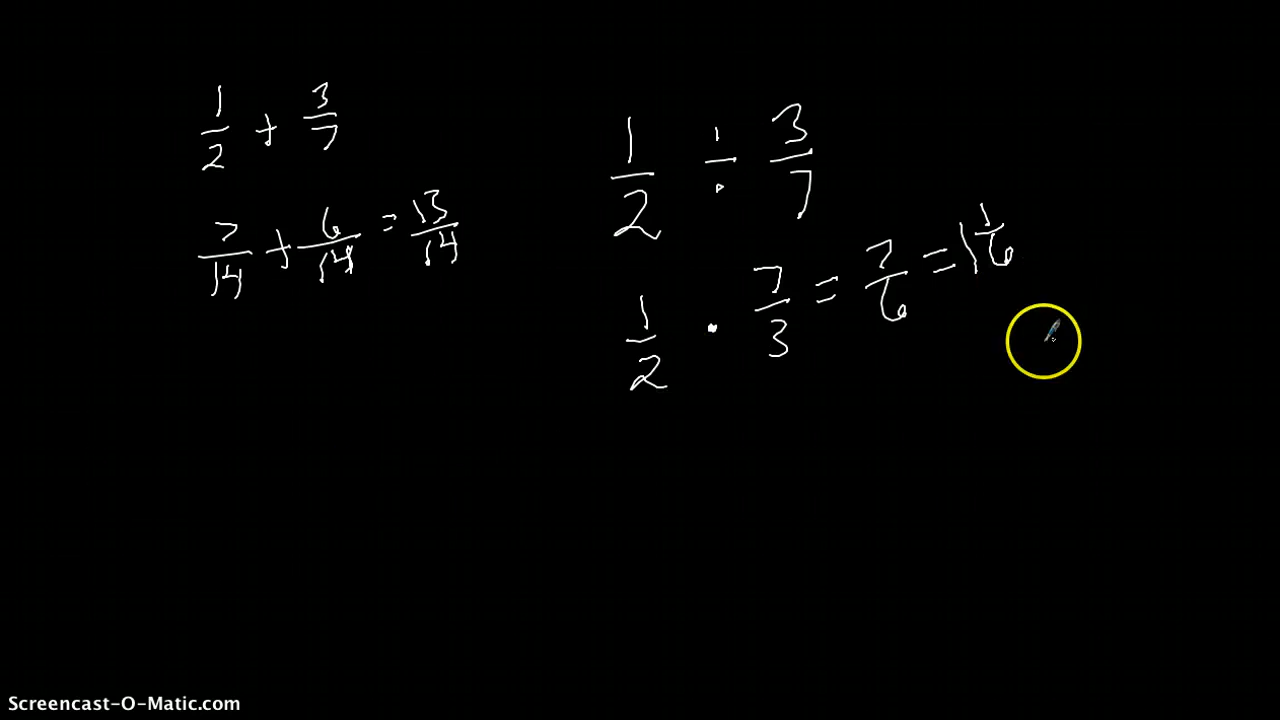 1/2 + 3/7
7/14 + 6/14 = 13/14
1/2 ÷ 3/7
1/2 · 7/3 = 7/6 = 1 1/6
Screencast-O-Matic.com